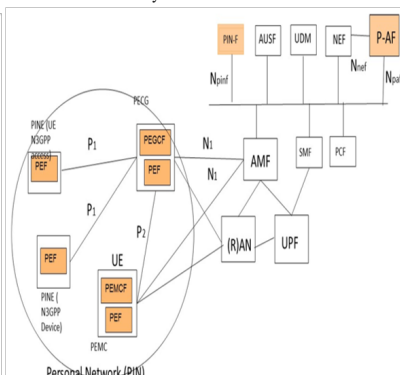 PIN-F
AUSF
UDM
NEF
P-AF
Npinf
Nnef
Npaf
PECG
PINE (UE
N3GPP
access)
PEF
P1
PEGCF
PEF
N1
N1
AMF
SMF
PCF
P1
P2
PEF
PINE (
N3GPP
Device)
UE
PEMCF
PEF
PEMC
(R)AN
UPF
Personal Network (PIN)